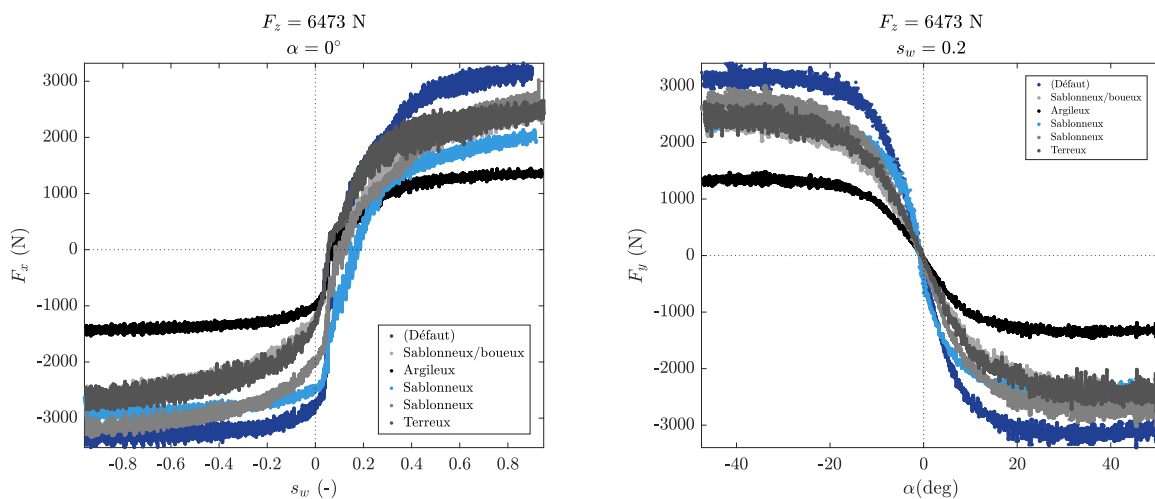 F_z = 6473 N
α = 0°
3000
2000
1000
0
-1000
-2000
-3000
F_x (N)
-0.8 -0.6 -0.4 -0.2 0 0.2 0.4 0.6 0.8
s_w (-)
(Défaut)
Sablonneux/boueux
Argileux
Sablonneux
Sablonneux
Terreux
F_z = 6473 N
s_w = 0.2
3000
2000
1000
0
-1000
-2000
-3000
F_y (N)
-40 -20 0 20 40
α(deg)
(Défaut)
Sablonneux/boueux
Argileux
Sablonneux
Sablonneux
Terreux